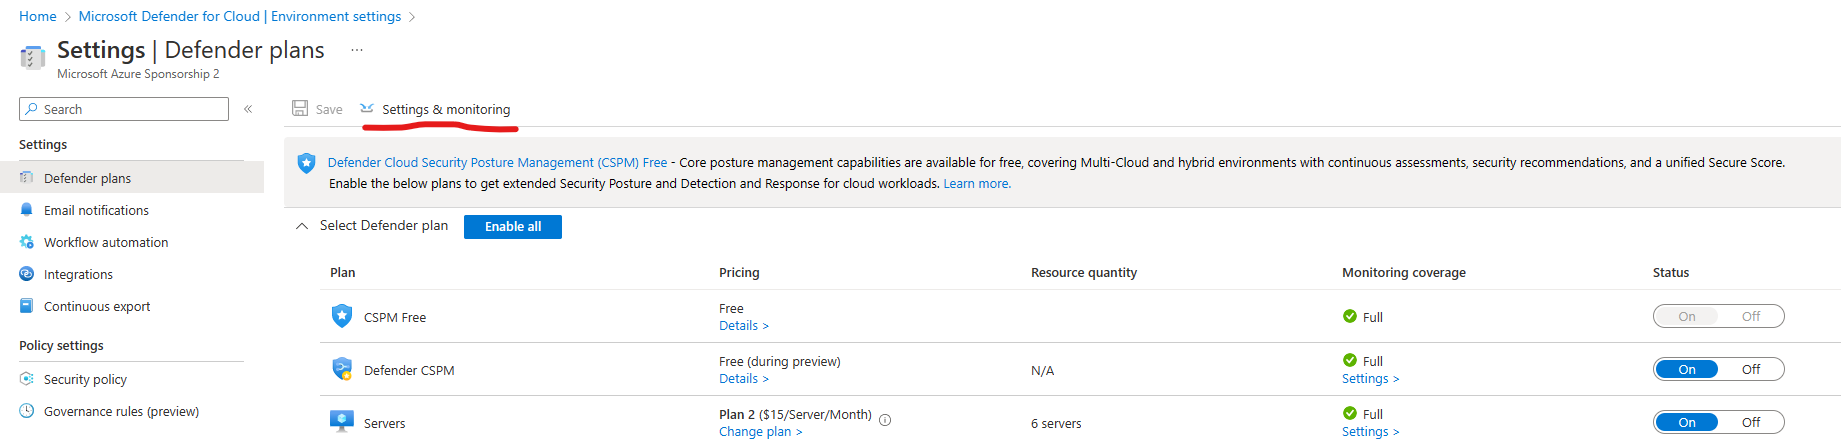 Home > Microsoft Defender for Cloud | Environment settings >
Settings | Defender plans ...
Microsoft Azure Sponsorship 2
Search «
Settings
Defender plans
Email notifications
Workflow automation
Integrations
Continuous export
Policy settings
Security policy
Governance rules (preview)
Save Settings & monitoring
Defender Cloud Security Posture Management (CSPM) Free - Core posture management capabilities are available for free, covering Multi-Cloud and hybrid environments with continuous assessments, security recommendations, and a unified Secure Score.
Enable the below plans to get extended Security Posture and Detection and Response for cloud workloads. Learn more.
Select Defender plan Enable all
Plan Pricing Resource quantity Monitoring coverage Status
CSPM Free Free Full On Off
Details >
Defender CSPM Free (during preview) N/A Full On Off
Details > Settings >
Servers Plan 2 ($15/Server/Month) 6 servers Full On Off
Change plan > Settings >